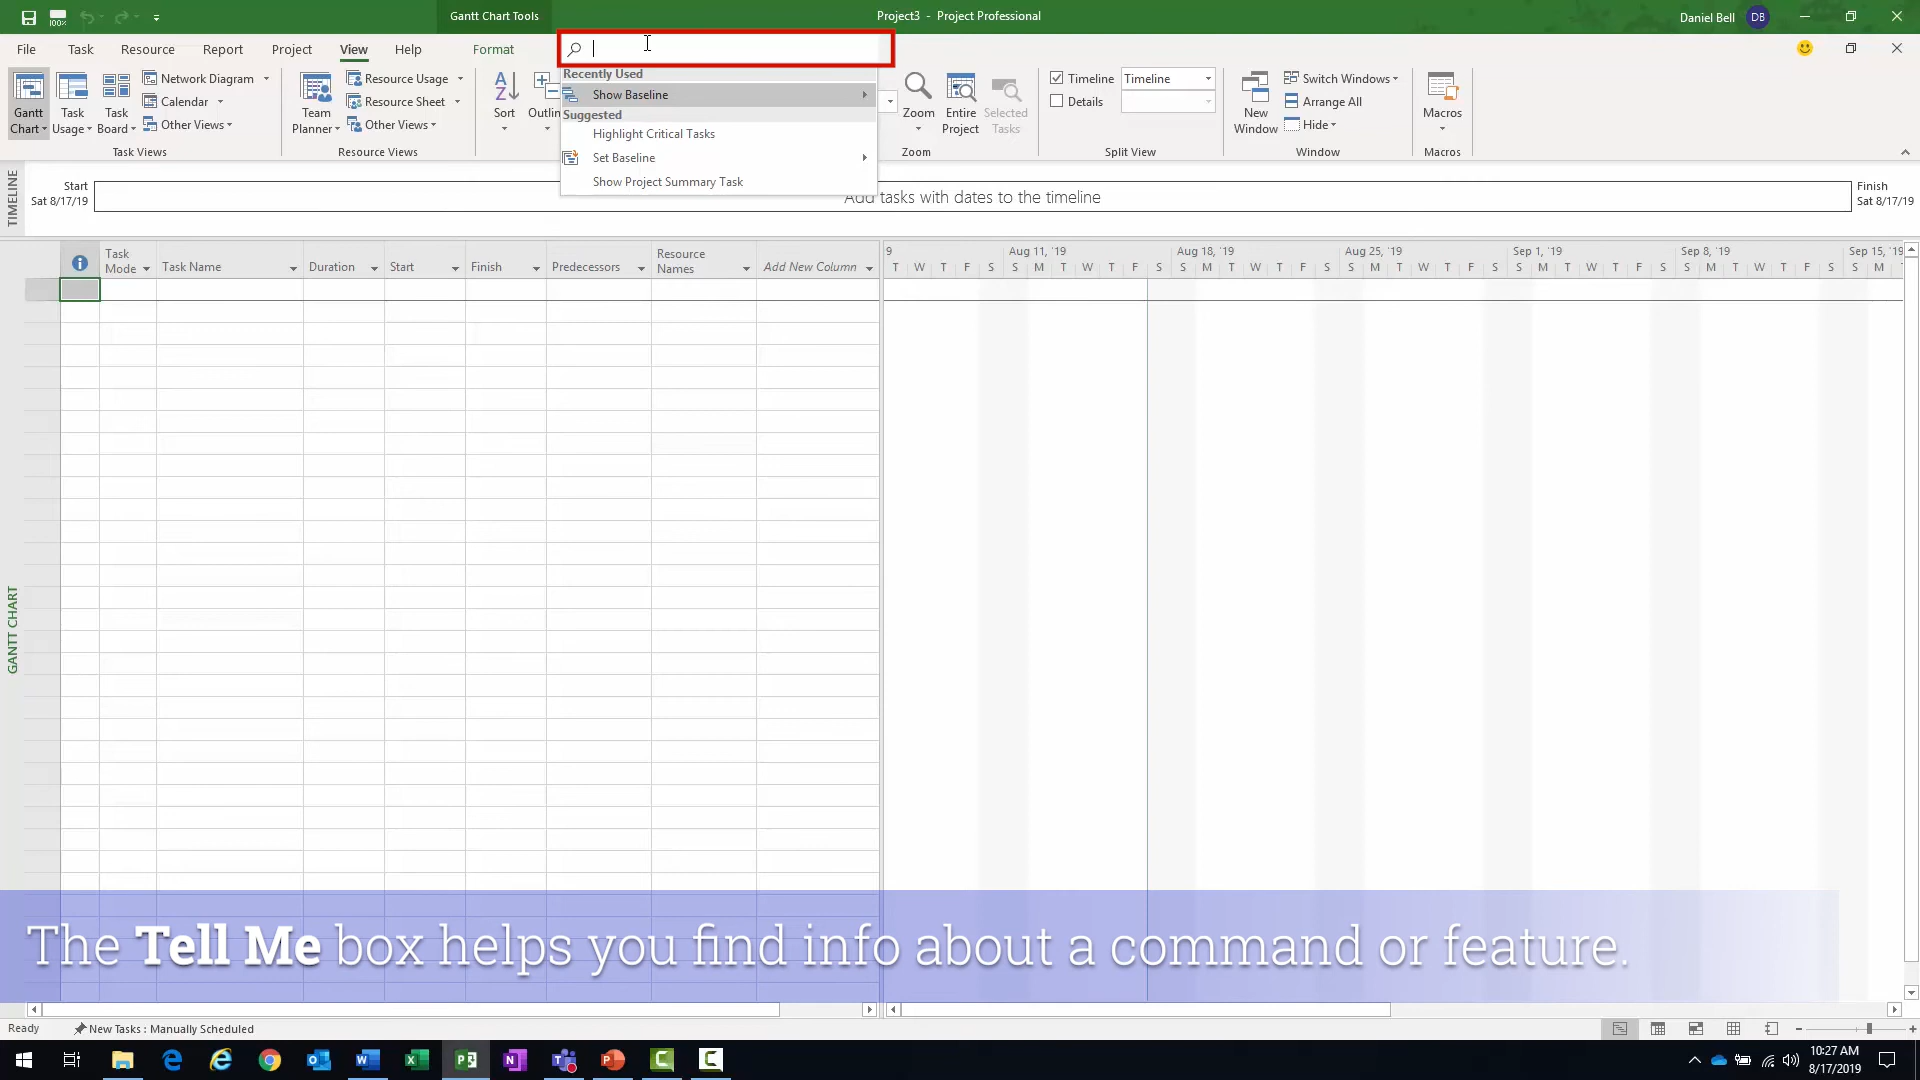 100%
Gantt Chart Tools
Project3 - Project Professional
Daniel Bell DB
File Task Resource Report Project View Help Format
Recently Used
Show Baseline
Suggested
Highlight Critical Tasks
Set Baseline
Show Project Summary Task
Gantt Chart
Task Usage
Task Board
Network Diagram
Calendar
Other Views
Task Views
Team Planner
Resource Usage
Resource Sheet
Other Views
Resource Views
A Z
Sort
Zoom
Entire Project
Selected Tasks
Zoom
Timeline Timeline
Details
Split View
New Window
Switch Windows
Arrange All
Hide
Window
Macros
Macros
TIMELINE
Start
Sat 8/17/19
Add tasks with dates to the timeline
Finish
Sat 8/17/19
Task Mode
Task Name
Duration
Start
Finish
Predecessors
Resource Names
Add New Column
9 Aug 11, '19 Aug 18, '19 Aug 25, '19 Sep 1, '19 Sep 8, '19 Sep 15, '19
T W T F S S M T W T F S S M T W T F S S M T W T F S S M T W T F S S M T W T F S S M
GANTT CHART
The Tell Me box helps you find info about a command or feature.
Ready New Tasks : Manually Scheduled
10:27 AM
8/17/2019